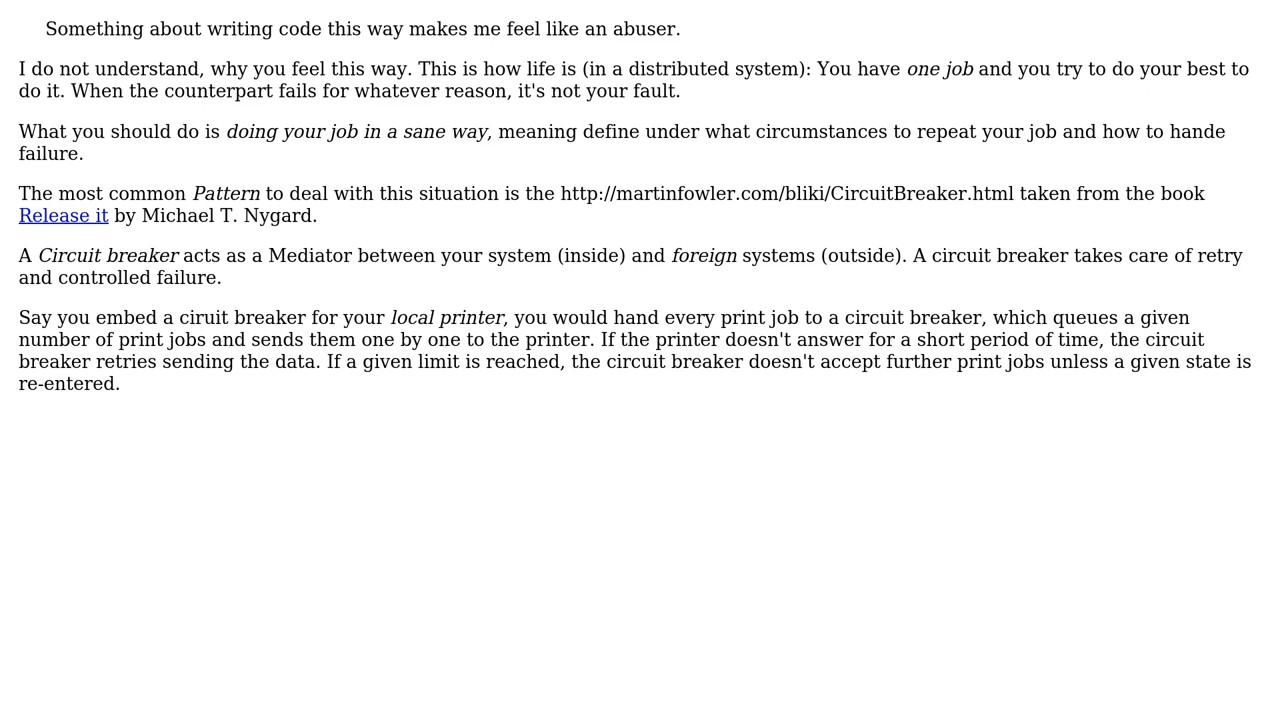 Something about writing code this way makes me feel like an abuser.
I do not understand, why you feel this way. This is how life is (in a distributed system): You have one job and you try to do your best to
do it. When the counterpart fails for whatever reason, it's not your fault.
What you should do is doing your job in a sane way, meaning define under what circumstances to repeat your job and how to hande
failure.
The most common Pattern to deal with this situation is the http://martinfowler.com/bliki/CircuitBreaker.html taken from the book
Release it by Michael T. Nygard.
A Circuit breaker acts as a Mediator between your system (inside) and foreign systems (outside). A circuit breaker takes care of retry
and controlled failure.
Say you embed a ciruit breaker for your local printer, you would hand every print job to a circuit breaker, which queues a given
number of print jobs and sends them one by one to the printer. If the printer doesn't answer for a short period of time, the circuit
breaker retries sending the data. If a given limit is reached, the circuit breaker doesn't accept further print jobs unless a given state is
re-entered.